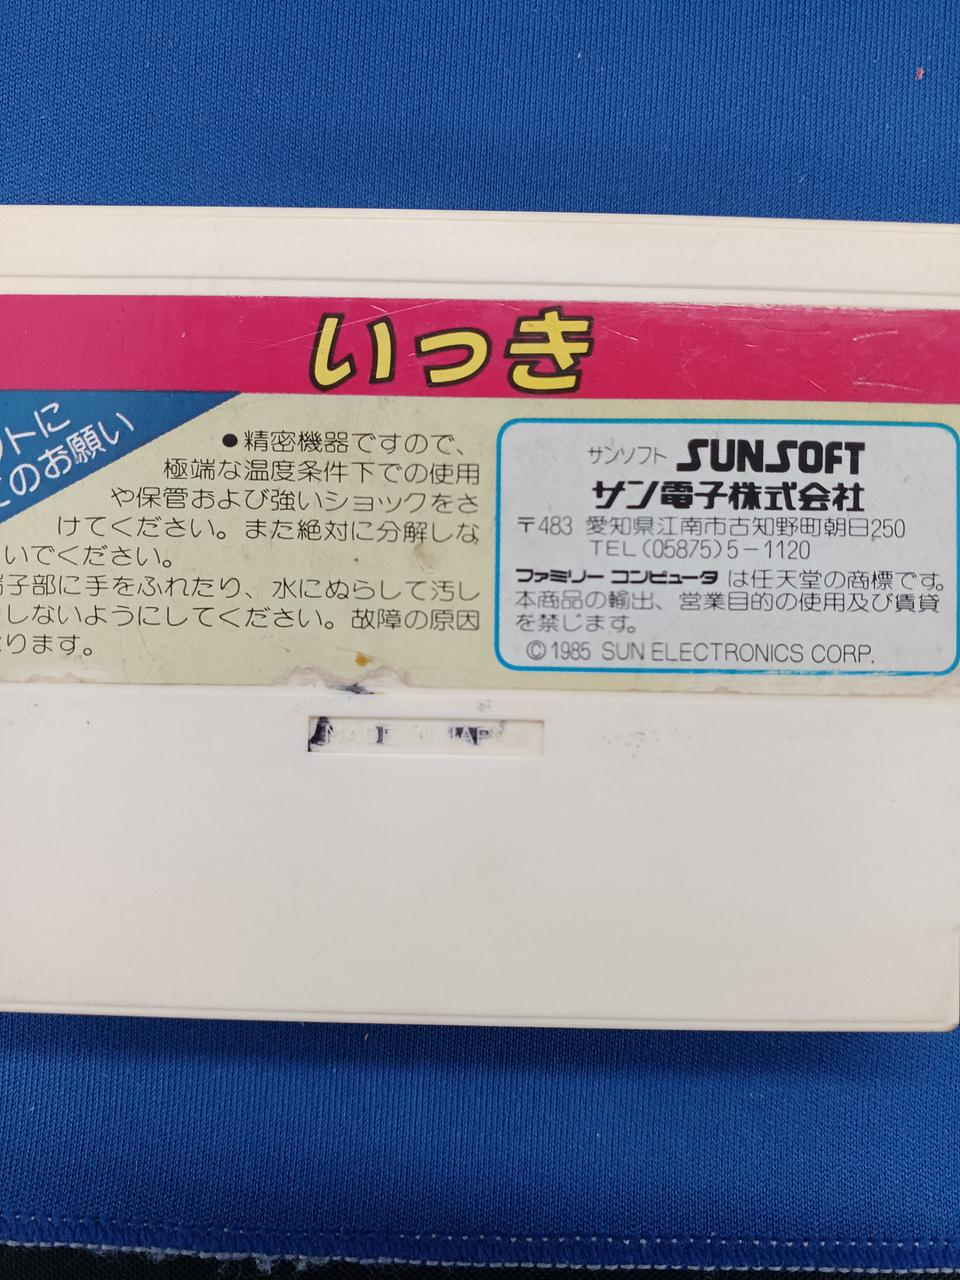 いっき
フトに
てのお願い
●精密機器ですので、
極端な温度条件下での使用
や保管および強いショックをさ
けてください。また絶対に分解しな
いでください。
子部に手をふれたり、水にぬらして汚し
しないようにしてください。故障の原因
ります。
サンソフト SUNSOFT
サン電子株式会社
〒483 愛知県江南市古知野町朝日250
TEL(05875)5-1120
ファミリー コンピュータ は任天堂の商標です。
本商品の輸出、営業目的の使用及び賃貸
を禁じます。
©1985 SUN ELECTRONICS CORP.
MADE IN JAPAN